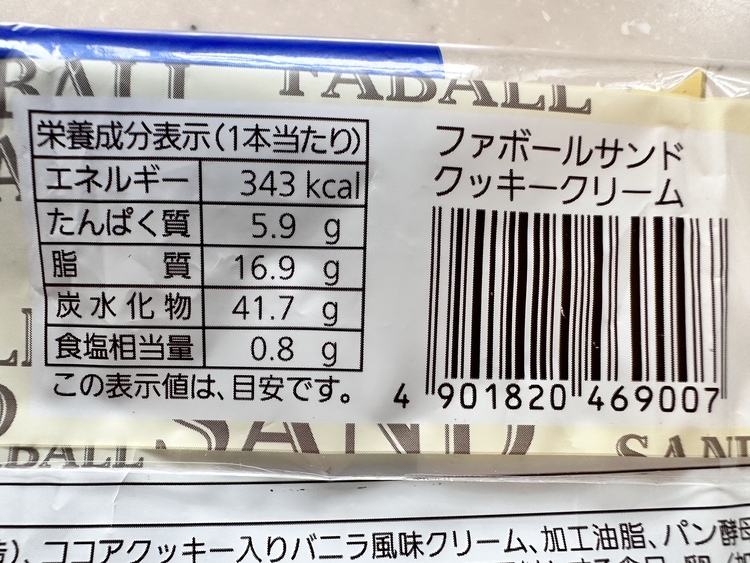 FABALL
栄養成分表示(1本当たり)
エネルギー 343 kcal
たんぱく質 5.9 g
脂質 16.9 g
炭水化物 41.7 g
食塩相当量 0.8 g
この表示値は、目安です。
ファボールサンド
クッキークリーム
4 901820 469007
SAND
ココアクッキー入りバニラ風味クリーム、加工油脂、パン酵母